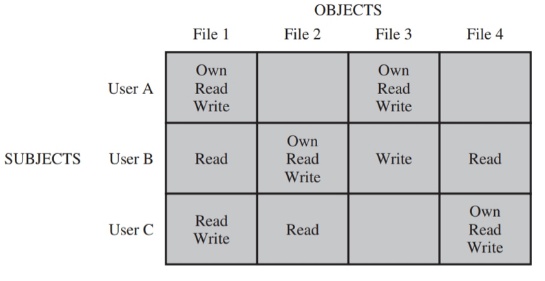 OBJECTS
File 1 File 2 File 3 File 4
User A
Own
Read
Write
Own
Read
Write
SUBJECTS
User B
Read
Own
Read
Write
Write
Read
User C
Read
Write
Read
Own
Read
Write